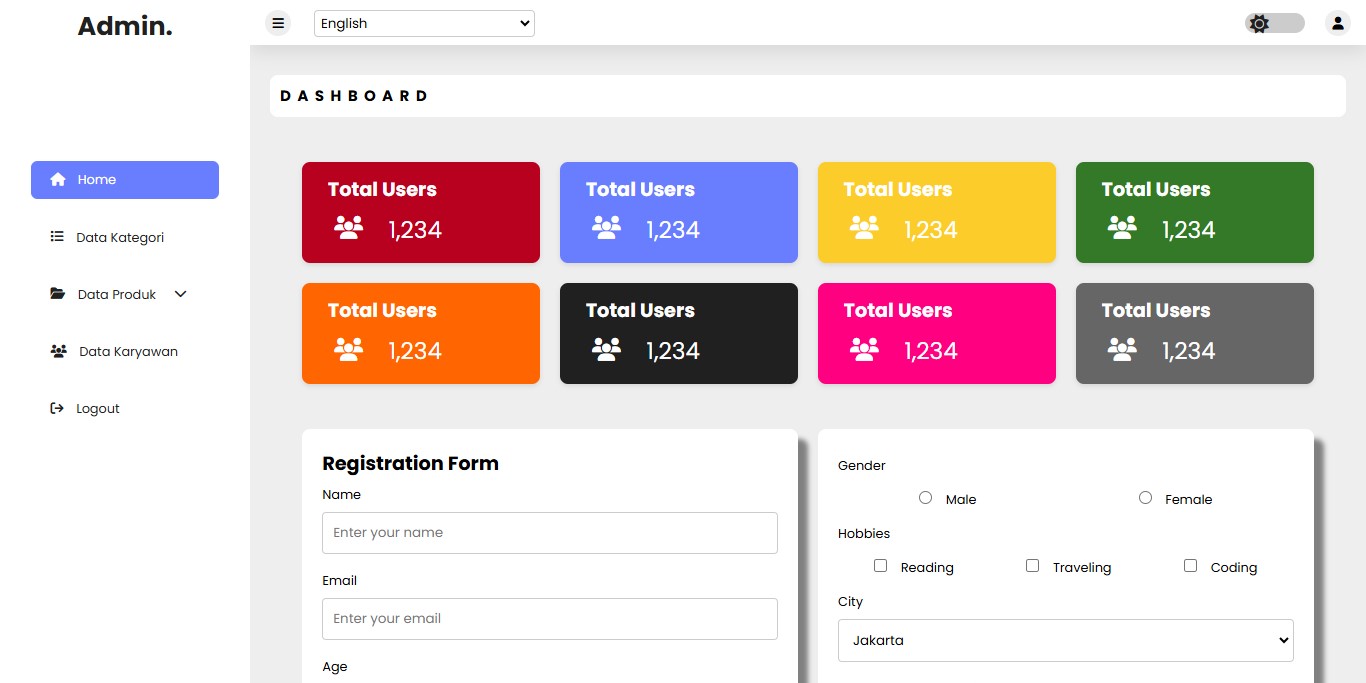 Admin.
English
DASHBOARD
Home
Data Kategori
Data Produk
Data Karyawan
Logout
Total Users
1,234
Total Users
1,234
Total Users
1,234
Total Users
1,234
Total Users
1,234
Total Users
1,234
Total Users
1,234
Total Users
1,234
Registration Form
Name
Enter your name
Email
Enter your email
Age
Gender
Male
Female
Hobbies
Reading
Traveling
Coding
City
Jakarta